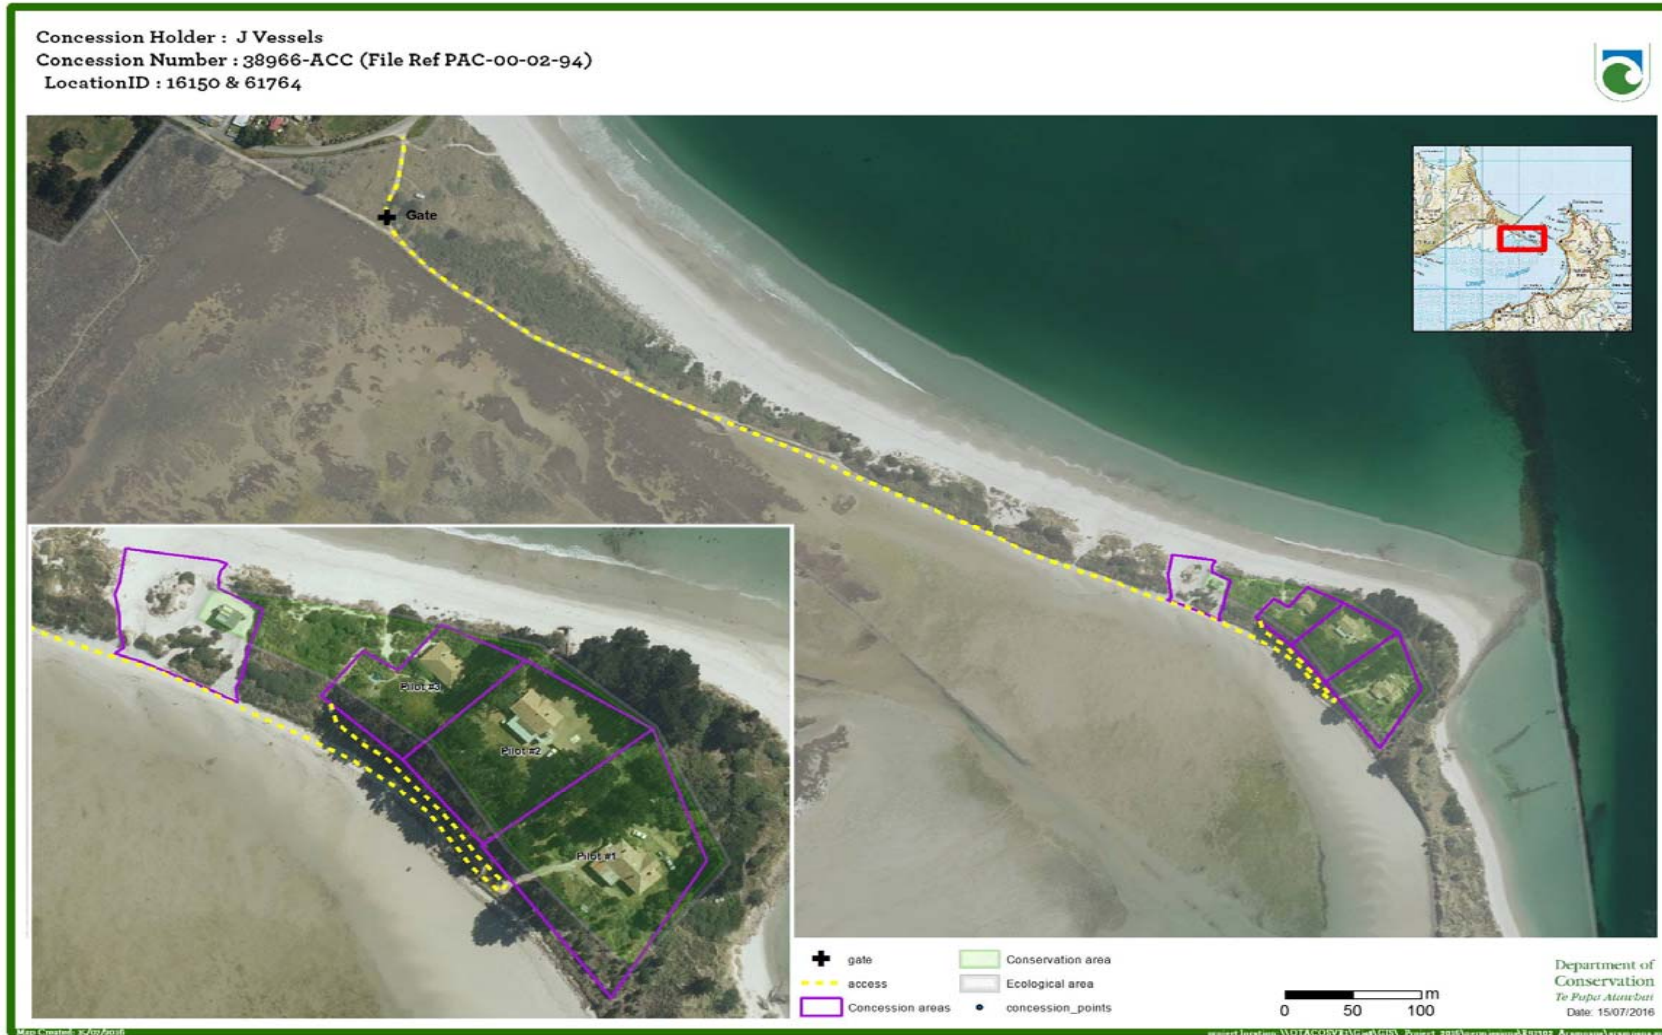 Concession Holder : J Vessels
Concession Number : 38966-ACC (File Ref PAC-00-02-94)
LocationID : 16150 & 61764
Gate
Pilot #3
Pilot #2
Pilot #1
gate
Conservation area
access
Ecological area
Concession areas
concession_points
m
0 50 100
Department of
Conservation
Te Papa Atawhai
Date: 15/07/2016
Map Created: